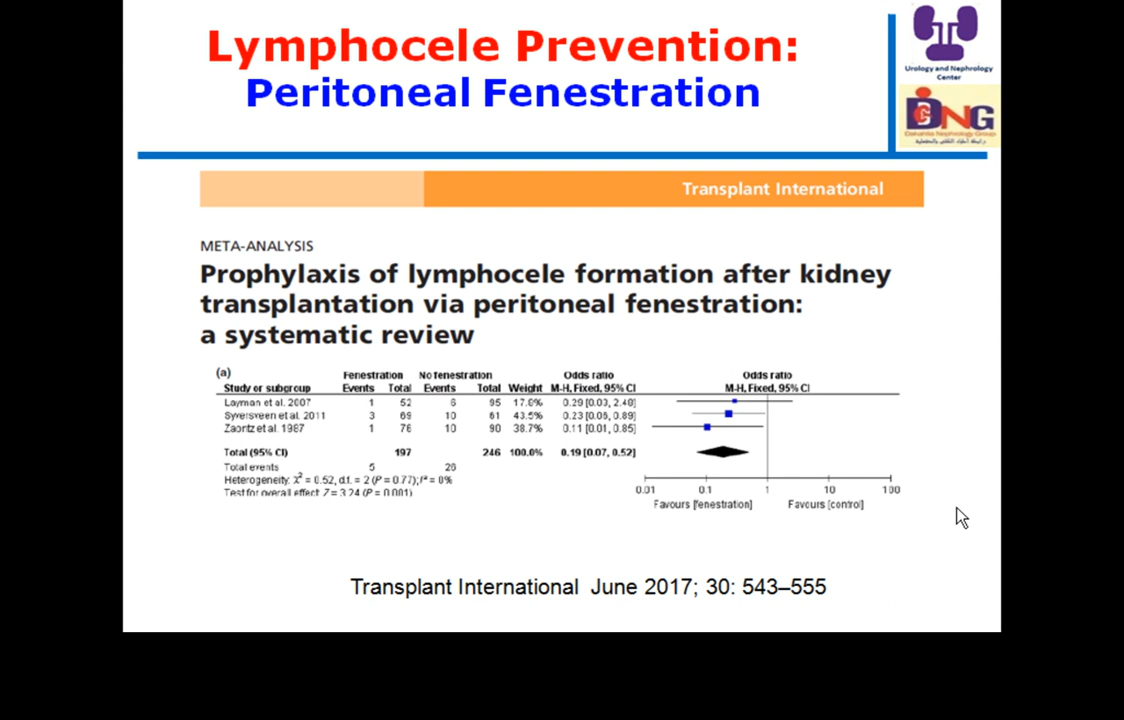 Lymphocele Prevention:
Peritoneal Fenestration
Urology and Nephrology
Center
DCNG
Dakahlia Nephrology Group
Transplant International
META-ANALYSIS
Prophylaxis of lymphocele formation after kidney
transplantation via peritoneal fenestration:
a systematic review
(a)
Fenestration No fenestration Odds ratio Odds ratio
Study or subgroup Events Total Events Total Weight M-H, Fixed, 95% CI M-H, Fixed, 95% CI
Layman et al. 2007 1 52 6 95 17.8% 0.29 [0.03, 2.48]
Syversveen et al. 2011 3 69 10 61 43.5% 0.23 [0.06, 0.89]
Zaontz et al. 1987 1 76 10 90 38.7% 0.11 [0.01, 0.85]
Total (95% CI) 197 246 100.0% 0.19 [0.07, 0.52]
Total events 5 26
Heterogeneity: χ² = 0.52, d.f. = 2 (P = 0.77); I² = 0%
Test for overall effect: Z = 3.24 (P = 0.001)
0.01 0.1 1 10 100
Favours [fenestration] Favours [control]
Transplant International June 2017; 30: 543–555